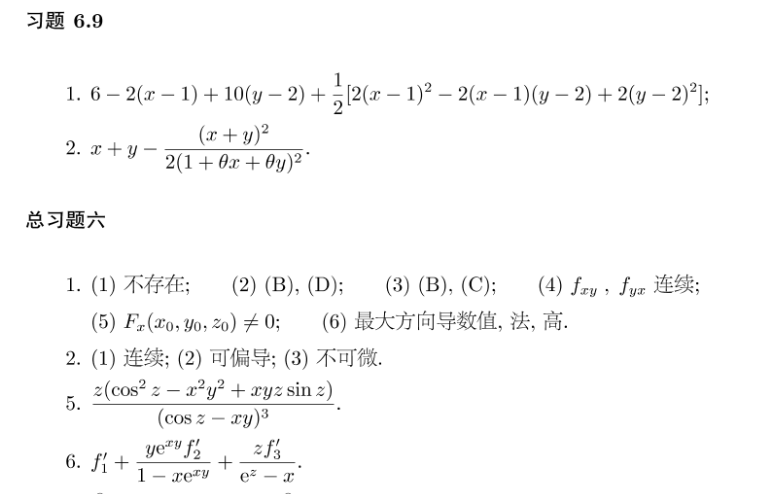 习题 6.9
1. 6 − 2(x − 1) + 10(y − 2) + \frac{1}{2}[2(x − 1)^2 − 2(x − 1)(y − 2) + 2(y − 2)^2];
2. x + y − \frac{(x + y)^2}{2(1 + θx + θy)^2}.
总习题六
1. (1) 不存在; (2) (B), (D); (3) (B), (C); (4) f_{xy} , f_{yx} 连续;
(5) F_x(x_0, y_0, z_0) ≠ 0; (6) 最大方向导数值, 法, 高.
2. (1) 连续; (2) 可偏导; (3) 不可微.
5. \frac{z(cos^2 z − x^2y^2 + xyz sin z)}{(cos z − xy)^3}.
6. f_1′ + \frac{ye^{xy}f_2′}{1 − xe^{xy}} + \frac{zf_3′}{e^z − x}.